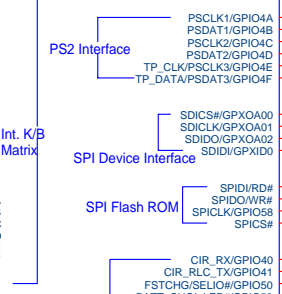 PSCLK1/GPIO4A
PSDAT1/GPIO4B
PS2 Interface
PSCLK2/GPIO4C
PSDAT2/GPIO4D
TP_CLK/PSCLK3/GPIO4E
TP_DATA/PSDAT3/GPIO4F
SDICS#/GPXOA00
SDICLK/GPXOA01
Int. K/B
Matrix
SDIDO/GPXOA02
SDIDI/GPXID0
SPI Device Interface
SPIDI/RD#
SPIDO/WR#
SPI Flash ROM
SPICLK/GPIO58
SPICS#
CIR_RX/GPIO40
CIR_RLC_TX/GPIO41
FSTCHG/SELIO#/GPIO50